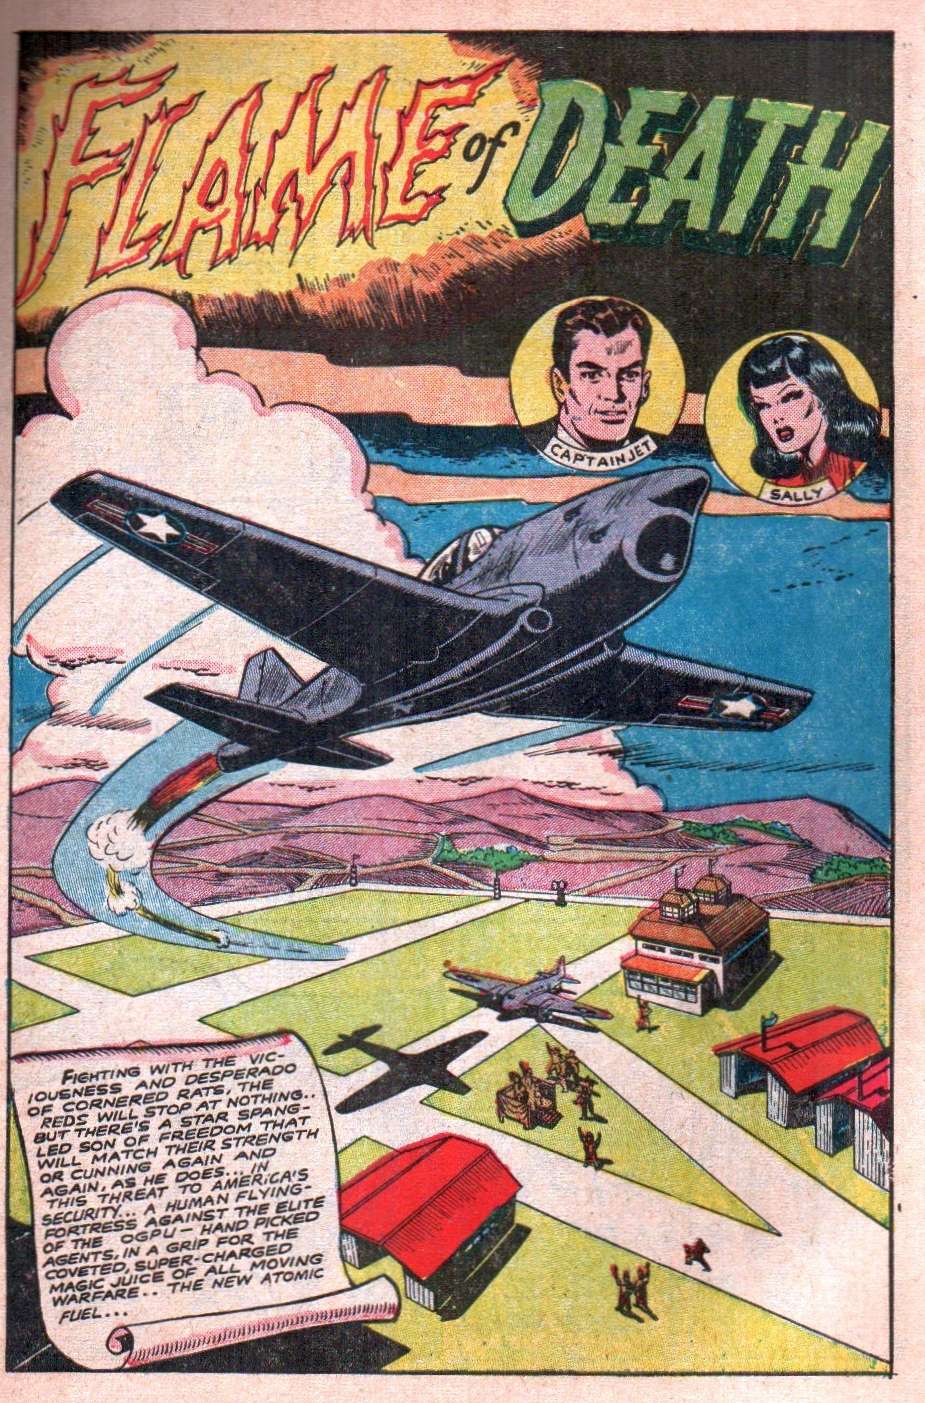 FLAME of DEATH
CAPTAIN JET
SALLY
FIGHTING WITH THE VIC-
IOUSNESS AND DESPERADO
OF CORNERED RATS, THE
REDS WILL STOP AT NOTHING..
BUT THERE'S A STAR SPANG-
LED SON OF FREEDOM THAT
WILL MATCH THEIR STRENGTH
OR CUNNING AGAIN AND
AGAIN, AS HE DOES... IN
THIS THREAT TO AMERICA'S
SECURITY... A HUMAN FLYING-
FORTRESS AGAINST THE ELITE
OF THE OGPU - HAND PICKED
AGENTS, IN A GRIP FOR THE
COVETED, SUPER-CHARGED
MAGIC JUICE OF ALL MOVING
WARFARE.. THE NEW ATOMIC
FUEL...